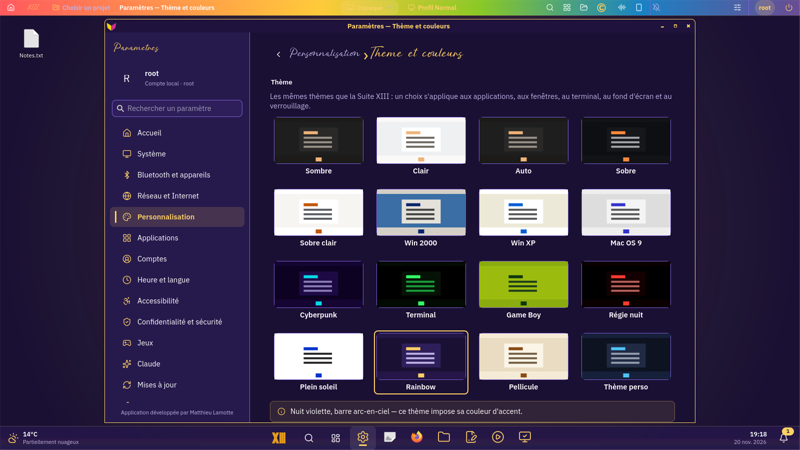 Choisir un projet
Paramètres — Thème et couleurs
Profil Normal
root
Notes.txt
Paramètres — Thème et couleurs
Paramètres
R
root
Compte local · root
Rechercher un paramètre
Accueil
Système
Bluetooth et appareils
Réseau et Internet
Personnalisation
Applications
Comptes
Heure et langue
Accessibilité
Confidentialité et sécurité
Jeux
Claude
Mises à jour
Application développée par Matthieu Lamotte
Personnalisation › Thème et couleurs
Thème
Les mêmes thèmes que la Suite XIII : un choix s'applique aux applications, aux fenêtres, au terminal, au fond d'écran et au
verrouillage.
Sombre
Clair
Auto
Sobre
Sobre clair
Win 2000
Win XP
Mac OS 9
Cyberpunk
Terminal
Game Boy
Régie nuit
Plein soleil
Rainbow
Pellicule
Thème perso
Nuit violette, barre arc-en-ciel — ce thème impose sa couleur d'accent.
14°C
Partiellement nuageux
XIII
19:18
20 nov. 2026
1